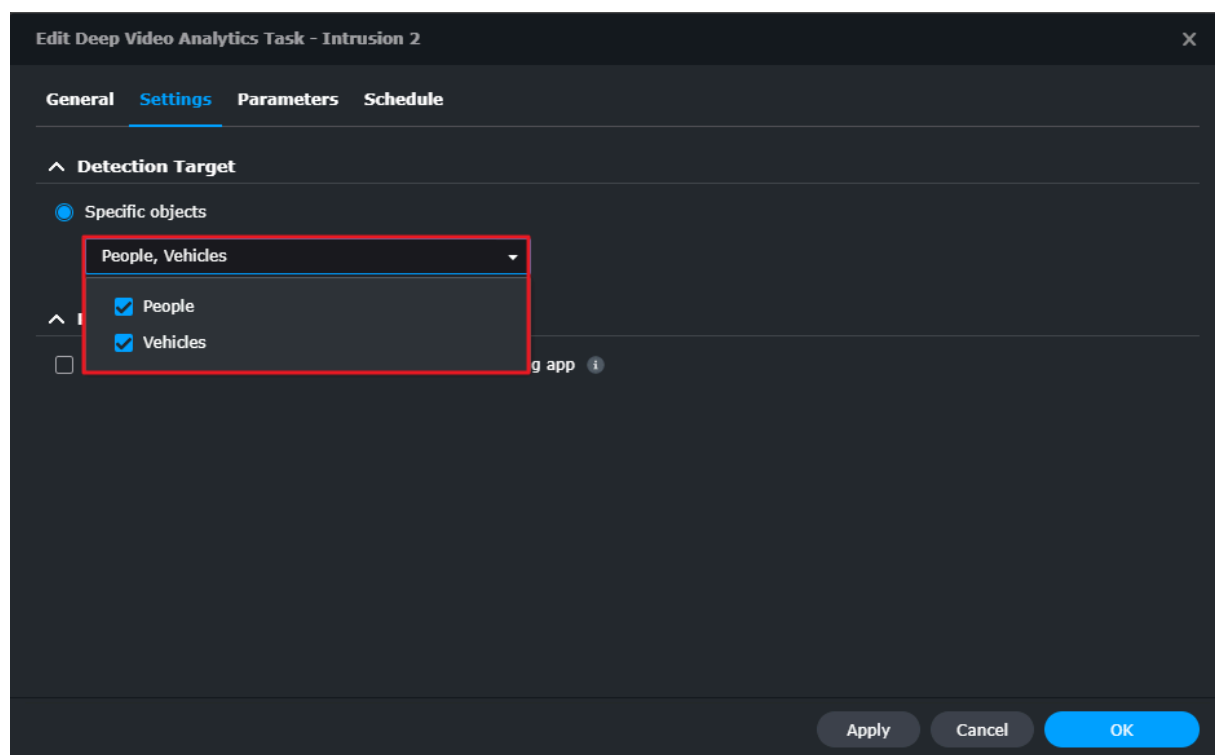 Edit Deep Video Analytics Task - Intrusion 2
General Settings Parameters Schedule
Detection Target
Specific objects
People, Vehicles
People
Vehicles
app
Apply Cancel OK